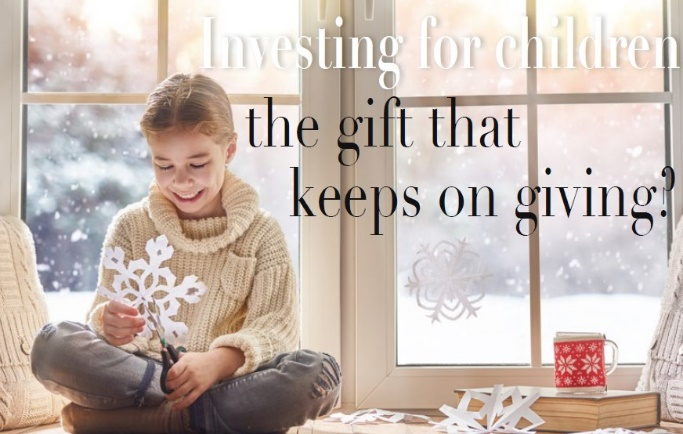 Investing for children
the gift that
keeps on giving?